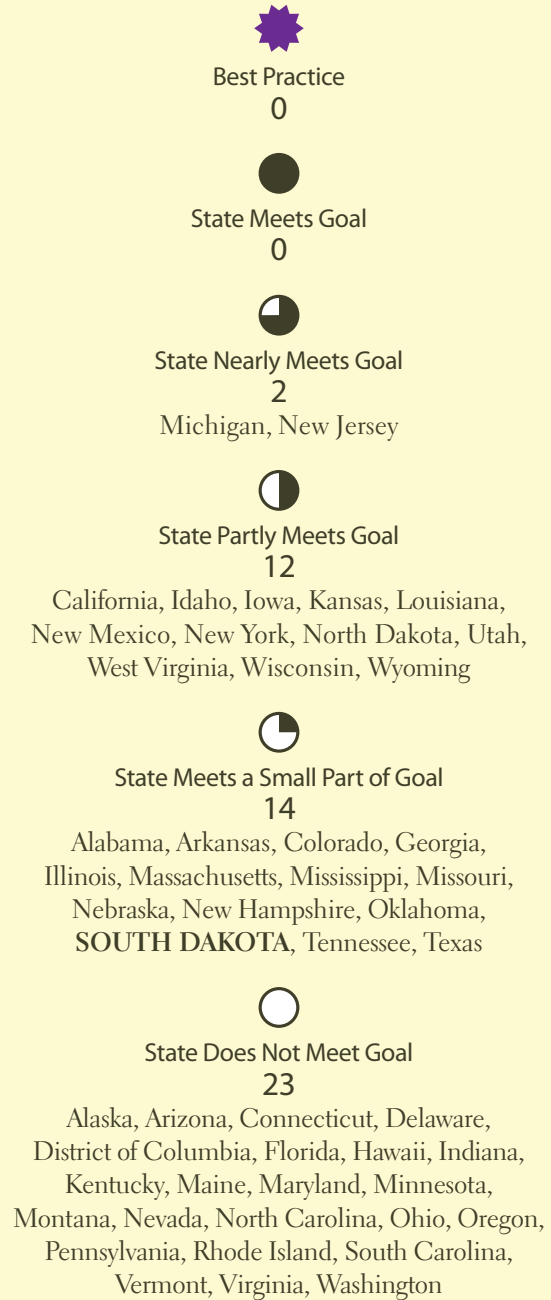 Best Practice
0
State Meets Goal
0
State Nearly Meets Goal
2
Michigan, New Jersey
State Partly Meets Goal
12
California, Idaho, Iowa, Kansas, Louisiana,
New Mexico, New York, North Dakota, Utah,
West Virginia, Wisconsin, Wyoming
State Meets a Small Part of Goal
14
Alabama, Arkansas, Colorado, Georgia,
Illinois, Massachusetts, Mississippi, Missouri,
Nebraska, New Hampshire, Oklahoma,
SOUTH DAKOTA, Tennessee, Texas
State Does Not Meet Goal
23
Alaska, Arizona, Connecticut, Delaware,
District of Columbia, Florida, Hawaii, Indiana,
Kentucky, Maine, Maryland, Minnesota,
Montana, Nevada, North Carolina, Ohio, Oregon,
Pennsylvania, Rhode Island, South Carolina,
Vermont, Virginia, Washington